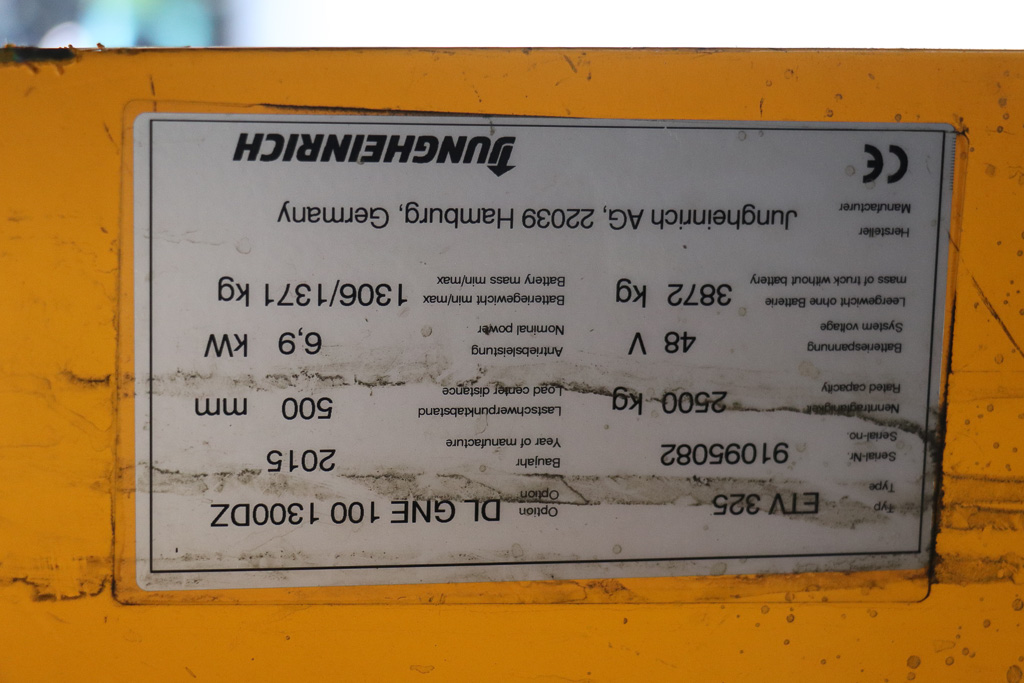 Typ ETV 325 Option DL GNE 100 1300DZ
Type Option
Serial-Nr. 91095082 Baujahr 2015
Serial-no. Year of manufacture
Nenntragfähigkeit 2500 kg Lastschwerpunktabstand 500 mm
Rated capacity Load center distance
Batteriespannung 48 V Antriebsleistung 6,9 kW
System voltage Nominal power
Leergewicht ohne Batterie 3872 kg Batteriegewicht min/max 1306/1371 kg
mass of truck without battery Battery mass min/max
Hersteller Jungheinrich AG, 22039 Hamburg, Germany
Manufacturer
CE JUNGHEINRICH